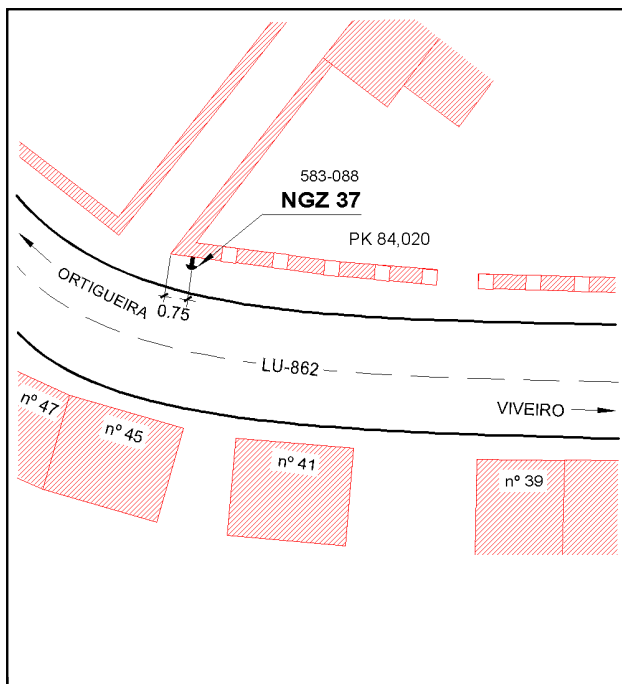 583-088
NGZ 37
PK 84,020
ORTIGUEIRA
0.75
LU-862
VIVEIRO
nº 47
nº 45
nº 41
nº 39